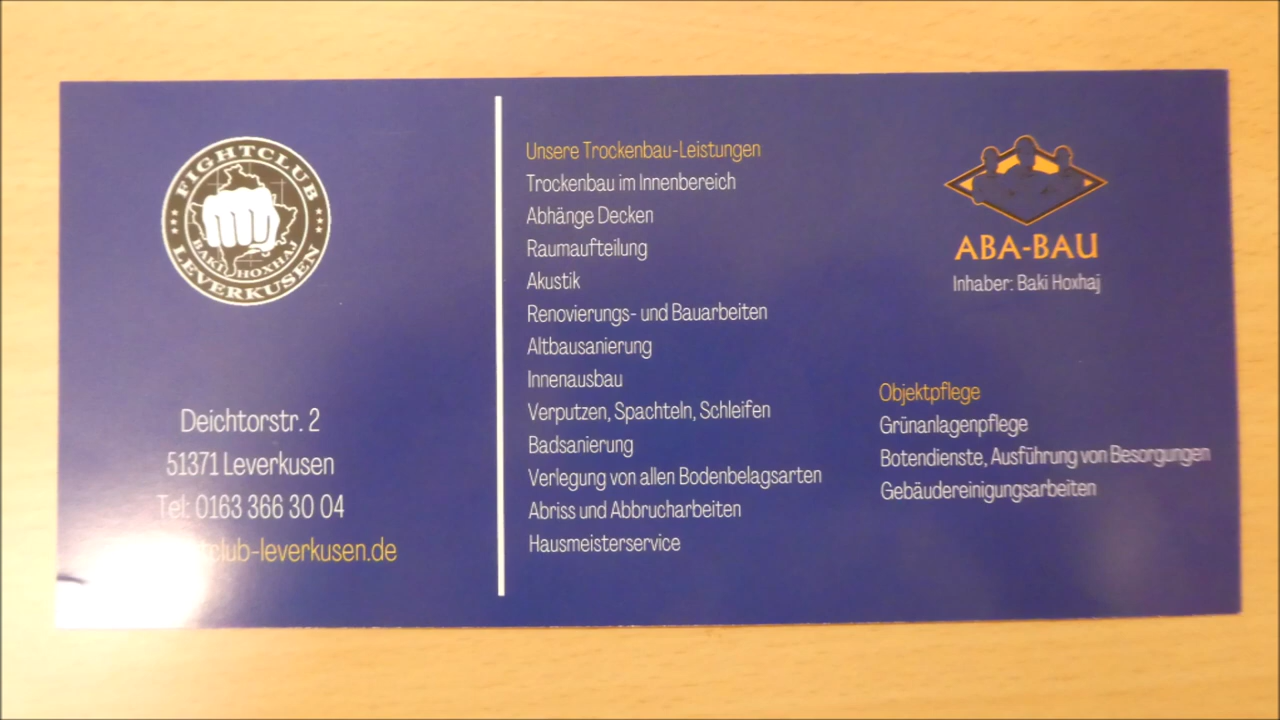 FIGHTCLUB
BAKI HOXHAJ
LEVERKUSEN
Deichtorstr. 2
51371 Leverkusen
Tel: 0163 366 30 04
club-leverkusen.de
Unsere Trockenbau-Leistungen
Trockenbau im Innenbereich
Abhänge Decken
Raumaufteilung
Akustik
Renovierungs- und Bauarbeiten
Altbausanierung
Innenausbau
Verputzen, Spachteln, Schleifen
Badsanierung
Verlegung von allen Bodenbelagsarten
Abriss und Abbrucharbeiten
Hausmeisterservice
ABA-BAU
Inhaber: Baki Hoxhaj
Objektpflege
Grünanlagenpflege
Botendienste, Ausführung von Besorgungen
Gebäudereinigungsarbeiten